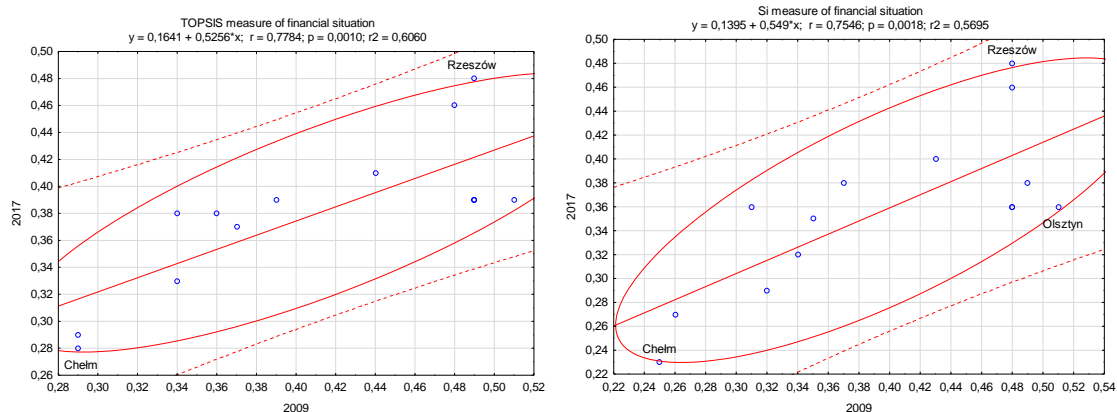 TOPSIS measure of financial situation
y = 0,1641 + 0,5256*x; r = 0,7784; p = 0,0010; r2 = 0,6060
0,50
0,48
0,46
0,44
0,42
0,40
0,38
0,36
0,34
0,32
0,30
0,28
0,26
2017
Rzeszów
Chełm
0,28 0,30 0,32 0,34 0,36 0,38 0,40 0,42 0,44 0,46 0,48 0,50 0,52
2009
Si measure of financial situation
y = 0,1395 + 0,549*x; r = 0,7546; p = 0,0018; r2 = 0,5695
0,50
0,48
0,46
0,44
0,42
0,40
0,38
0,36
0,34
0,32
0,30
0,28
0,26
0,24
0,22
2017
Rzeszów
Olsztyn
Chełm
0,22 0,24 0,26 0,28 0,30 0,32 0,34 0,36 0,38 0,40 0,42 0,44 0,46 0,48 0,50 0,52 0,54
2009